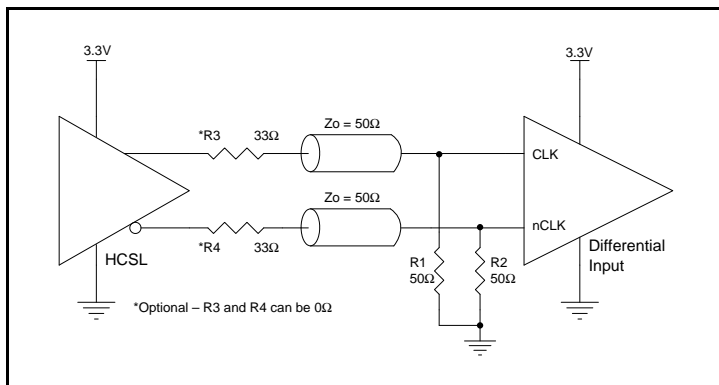 3.3V
3.3V
*R3 33Ω
Zo = 50Ω
CLK
Zo = 50Ω
nCLK
*R4 33Ω
HCSL
Differential
Input
R1
50Ω
R2
50Ω
*Optional – R3 and R4 can be 0Ω